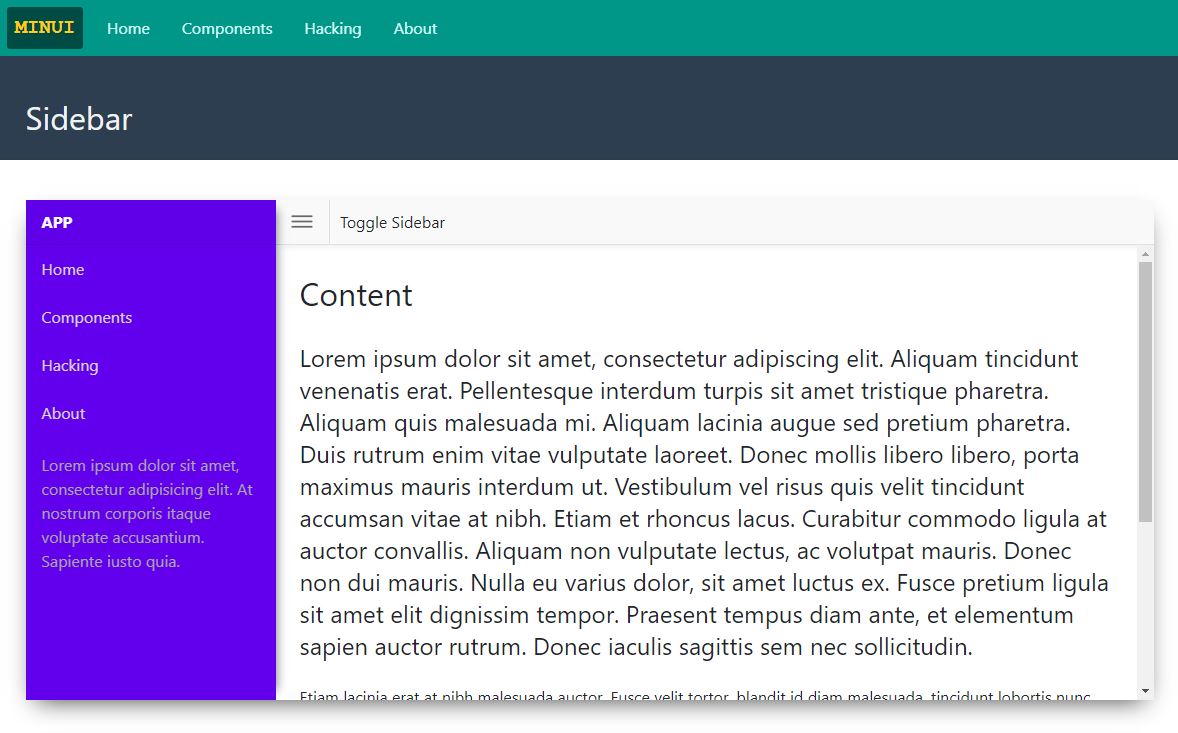 MINUI Home Components Hacking About
Sidebar
APP
Home
Components
Hacking
About
Lorem ipsum dolor sit amet,
consectetur adipisicing elit. At
nostrum corporis itaque
voluptate accusantium.
Sapiente iusto quia.
Toggle Sidebar
Content
Lorem ipsum dolor sit amet, consectetur adipiscing elit. Aliquam tincidunt
venenatis erat. Pellentesque interdum turpis sit amet tristique pharetra.
Aliquam quis malesuada mi. Aliquam lacinia augue sed pretium pharetra.
Duis rutrum enim vitae vulputate laoreet. Donec mollis libero libero, porta
maximus mauris interdum ut. Vestibulum vel risus quis velit tincidunt
accumsan vitae at nibh. Etiam et rhoncus lacus. Curabitur commodo ligula at
auctor convallis. Aliquam non vulputate lectus, ac volutpat mauris. Donec
non dui mauris. Nulla eu varius dolor, sit amet luctus ex. Fusce pretium ligula
sit amet elit dignissim tempor. Praesent tempus diam ante, et elementum
sapien auctor rutrum. Donec iaculis sagittis sem nec sollicitudin.
Etiam lacinia erat at nibh malesuada auctor. Fusce velit tortor, blandit id diam malesuada, tincidunt lobortis nunc.